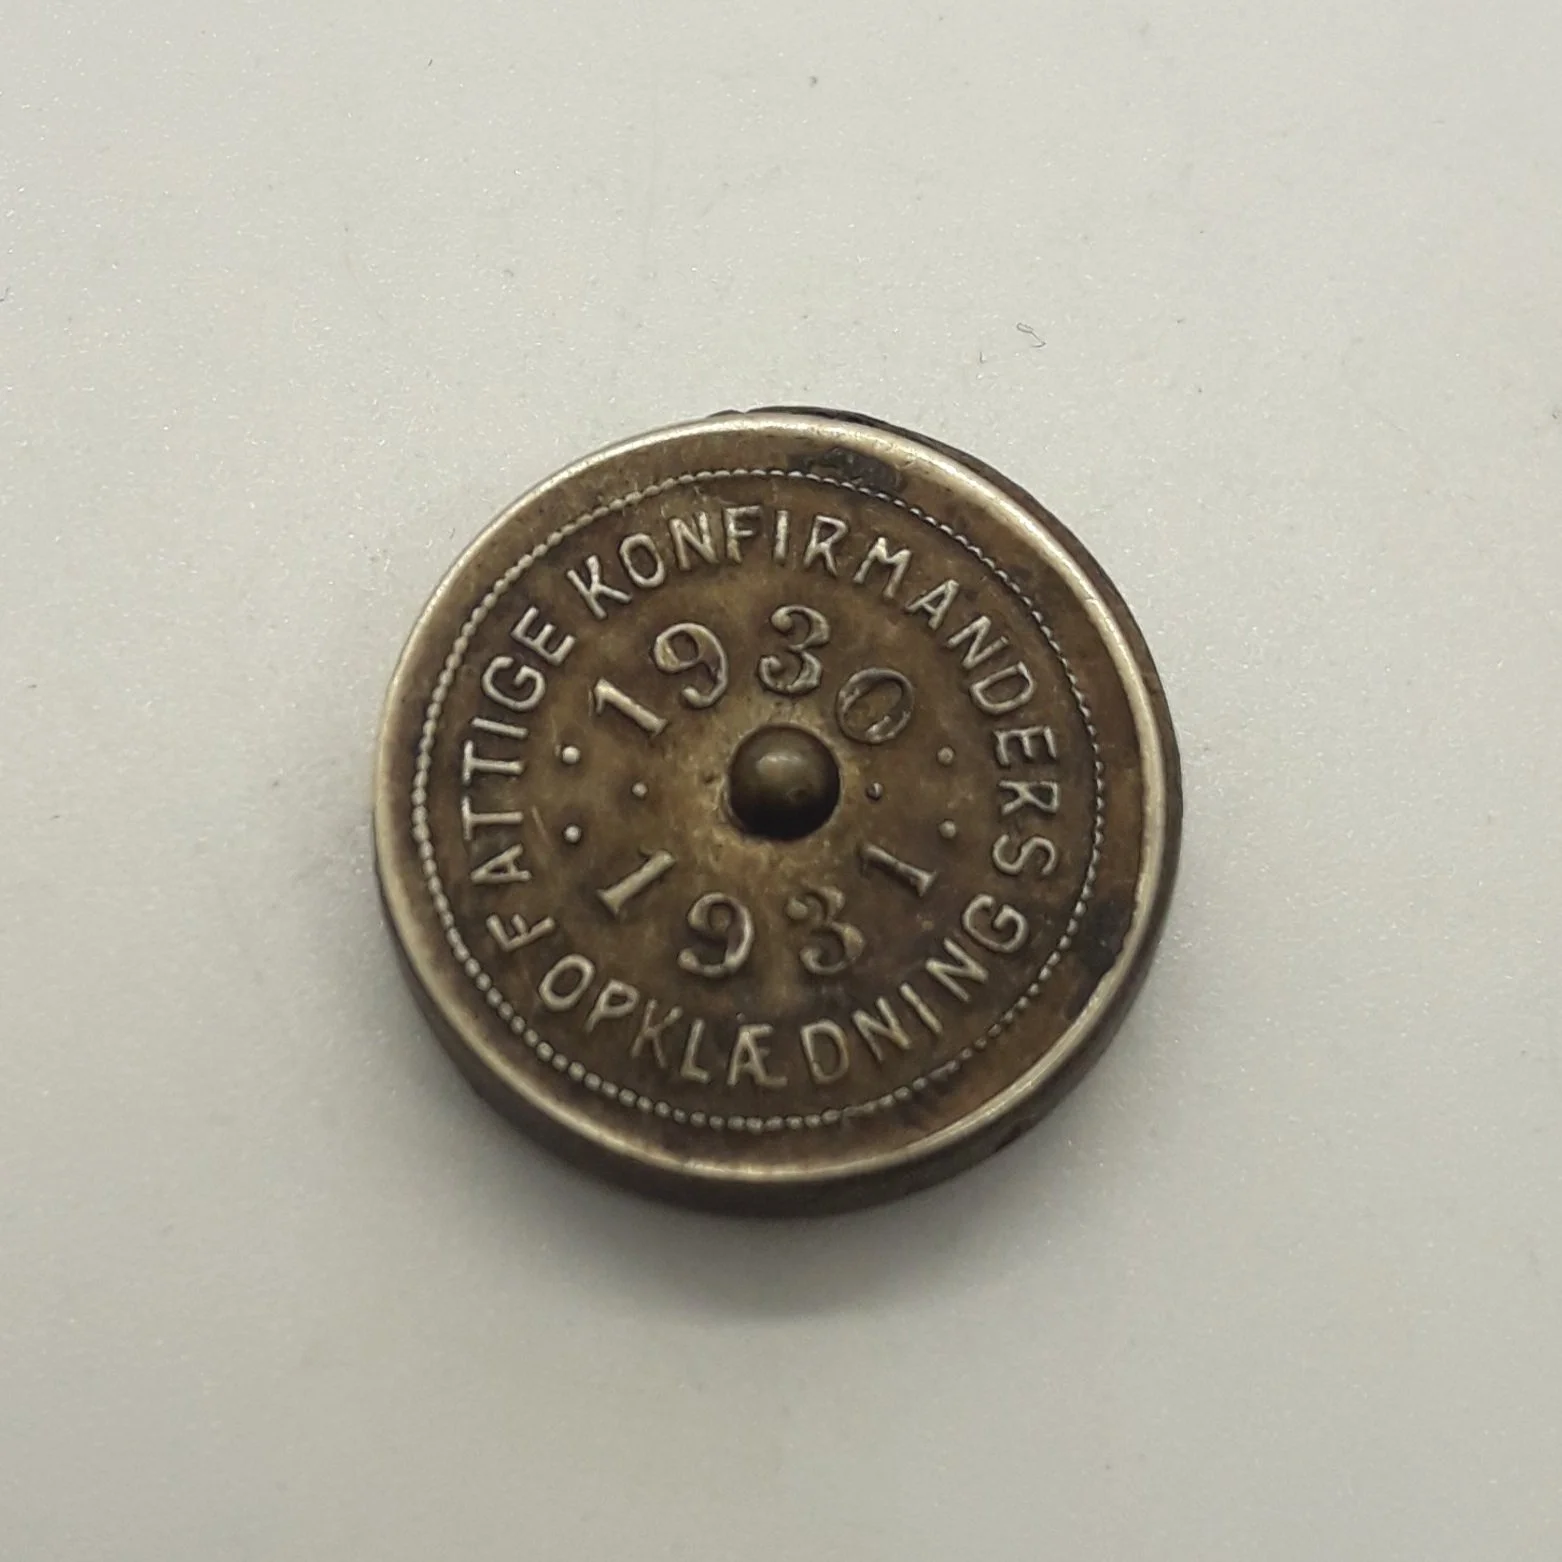 FATTIGE KONFIRMANDERS OPKLÆDNING
1930
1931